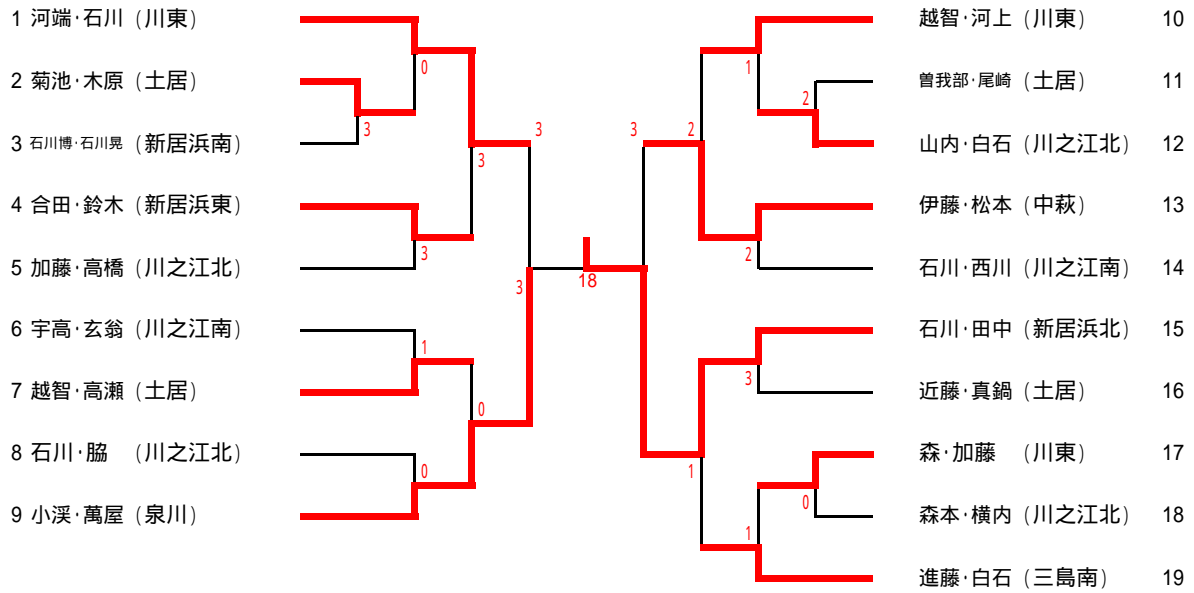 1 河端・石川 (川東)
0
2 菊池・木原 (土居)
3
3 石川博・石川晃 (新居浜南)
3
3
4 合田・鈴木 (新居浜東)
3
5 加藤・高橋 (川之江北)
3
6 宇高・玄翁 (川之江南)
1
7 越智・高瀬 (土居)
0
8 石川・脇 (川之江北)
0
9 小渓・萬屋 (泉川)
18
越智・河上 (川東) 10
1
曽我部・尾崎 (土居) 11
2
3
2
山内・白石 (川之江北) 12
伊藤・松本 (中萩) 13
2
石川・西川 (川之江南) 14
石川・田中 (新居浜北) 15
3
近藤・真鍋 (土居) 16
1
森・加藤 (川東) 17
0
森本・横内 (川之江北) 18
1
進藤・白石 (三島南) 19